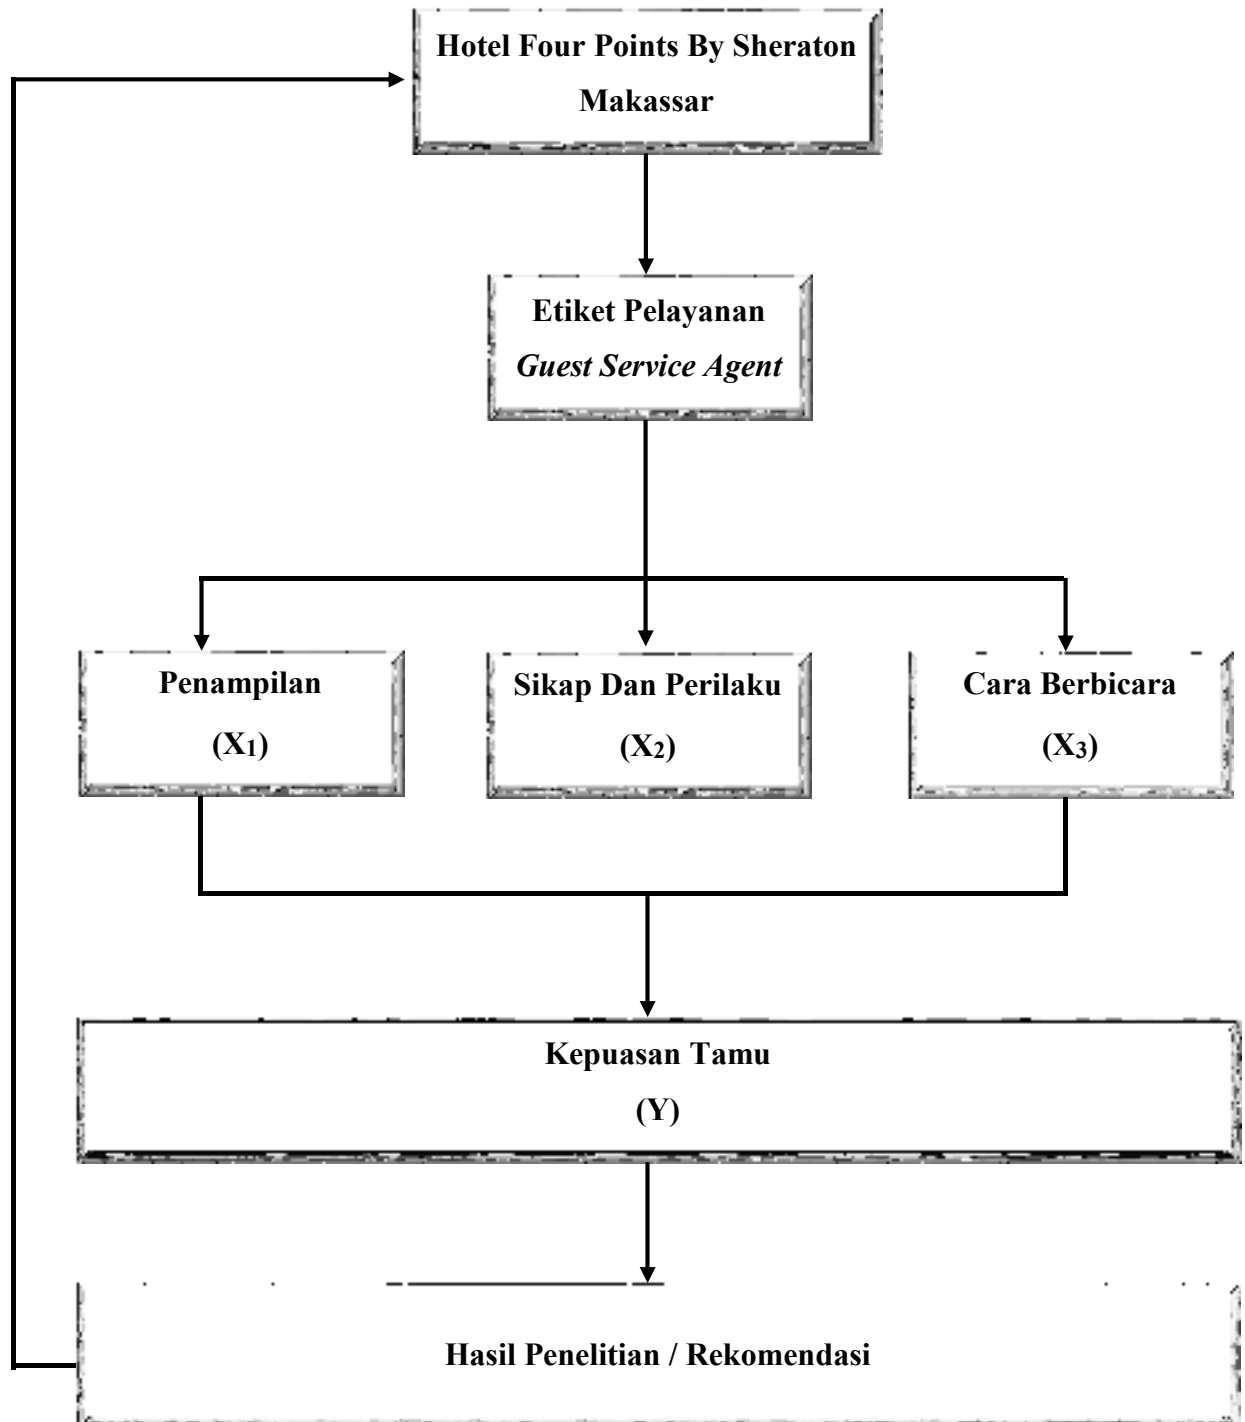 Hotel Four Points By Sheraton
Makassar
Etiket Pelayanan
Guest Service Agent
Penampilan
(X1)
Sikap Dan Perilaku
(X2)
Cara Berbicara
(X3)
Kepuasan Tamu
(Y)
Hasil Penelitian / Rekomendasi